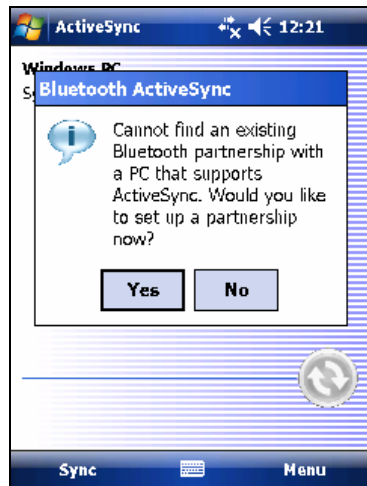 ActiveSync 12:21
Windows PC
Bluetooth ActiveSync
Cannot find an existing
Bluetooth partnership with
a PC that supports
ActiveSync. Would you like
to set up a partnership
now?
Yes No
Sync Menu